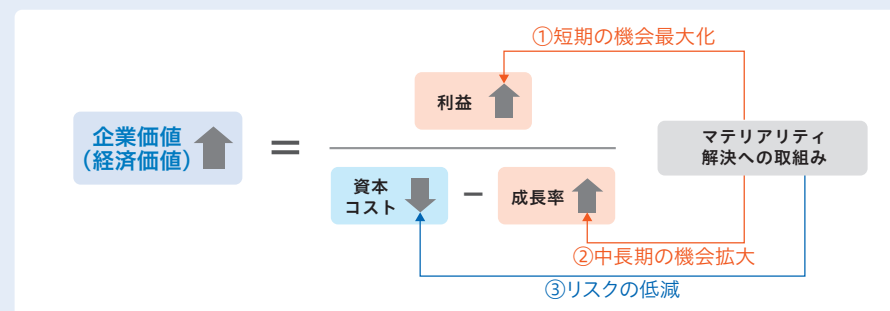 ①短期の機会最大化
利益
企業価値
（経済価値）
＝
マテリアリティ
解決への取組み
資本
コスト
−
成長率
②中長期の機会拡大
③リスクの低減